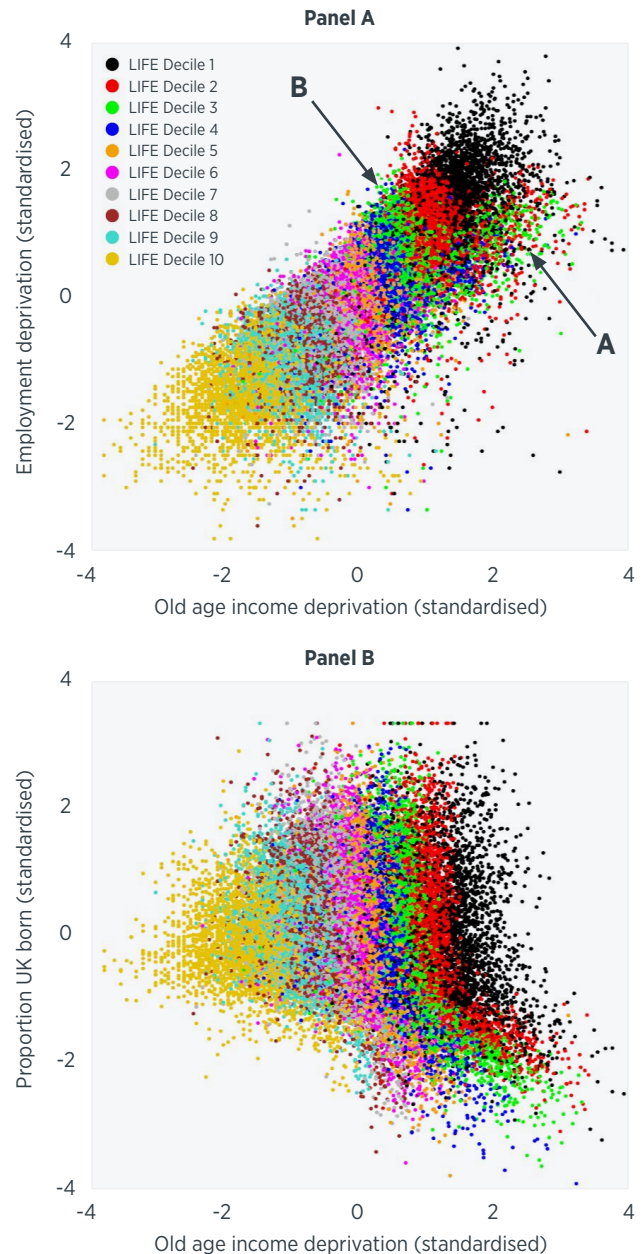 Panel A
4
2
0
-2
-4
Employment deprivation (standardised)
LIFE Decile 1
LIFE Decile 2
LIFE Decile 3
LIFE Decile 4
LIFE Decile 5
LIFE Decile 6
LIFE Decile 7
LIFE Decile 8
LIFE Decile 9
LIFE Decile 10
B
A
-4
-2
0
2
4
Old age income deprivation (standardised)
Panel B
4
2
0
-2
-4
Proportion UK born (standardised)
-4
-2
0
2
4
Old age income deprivation (standardised)